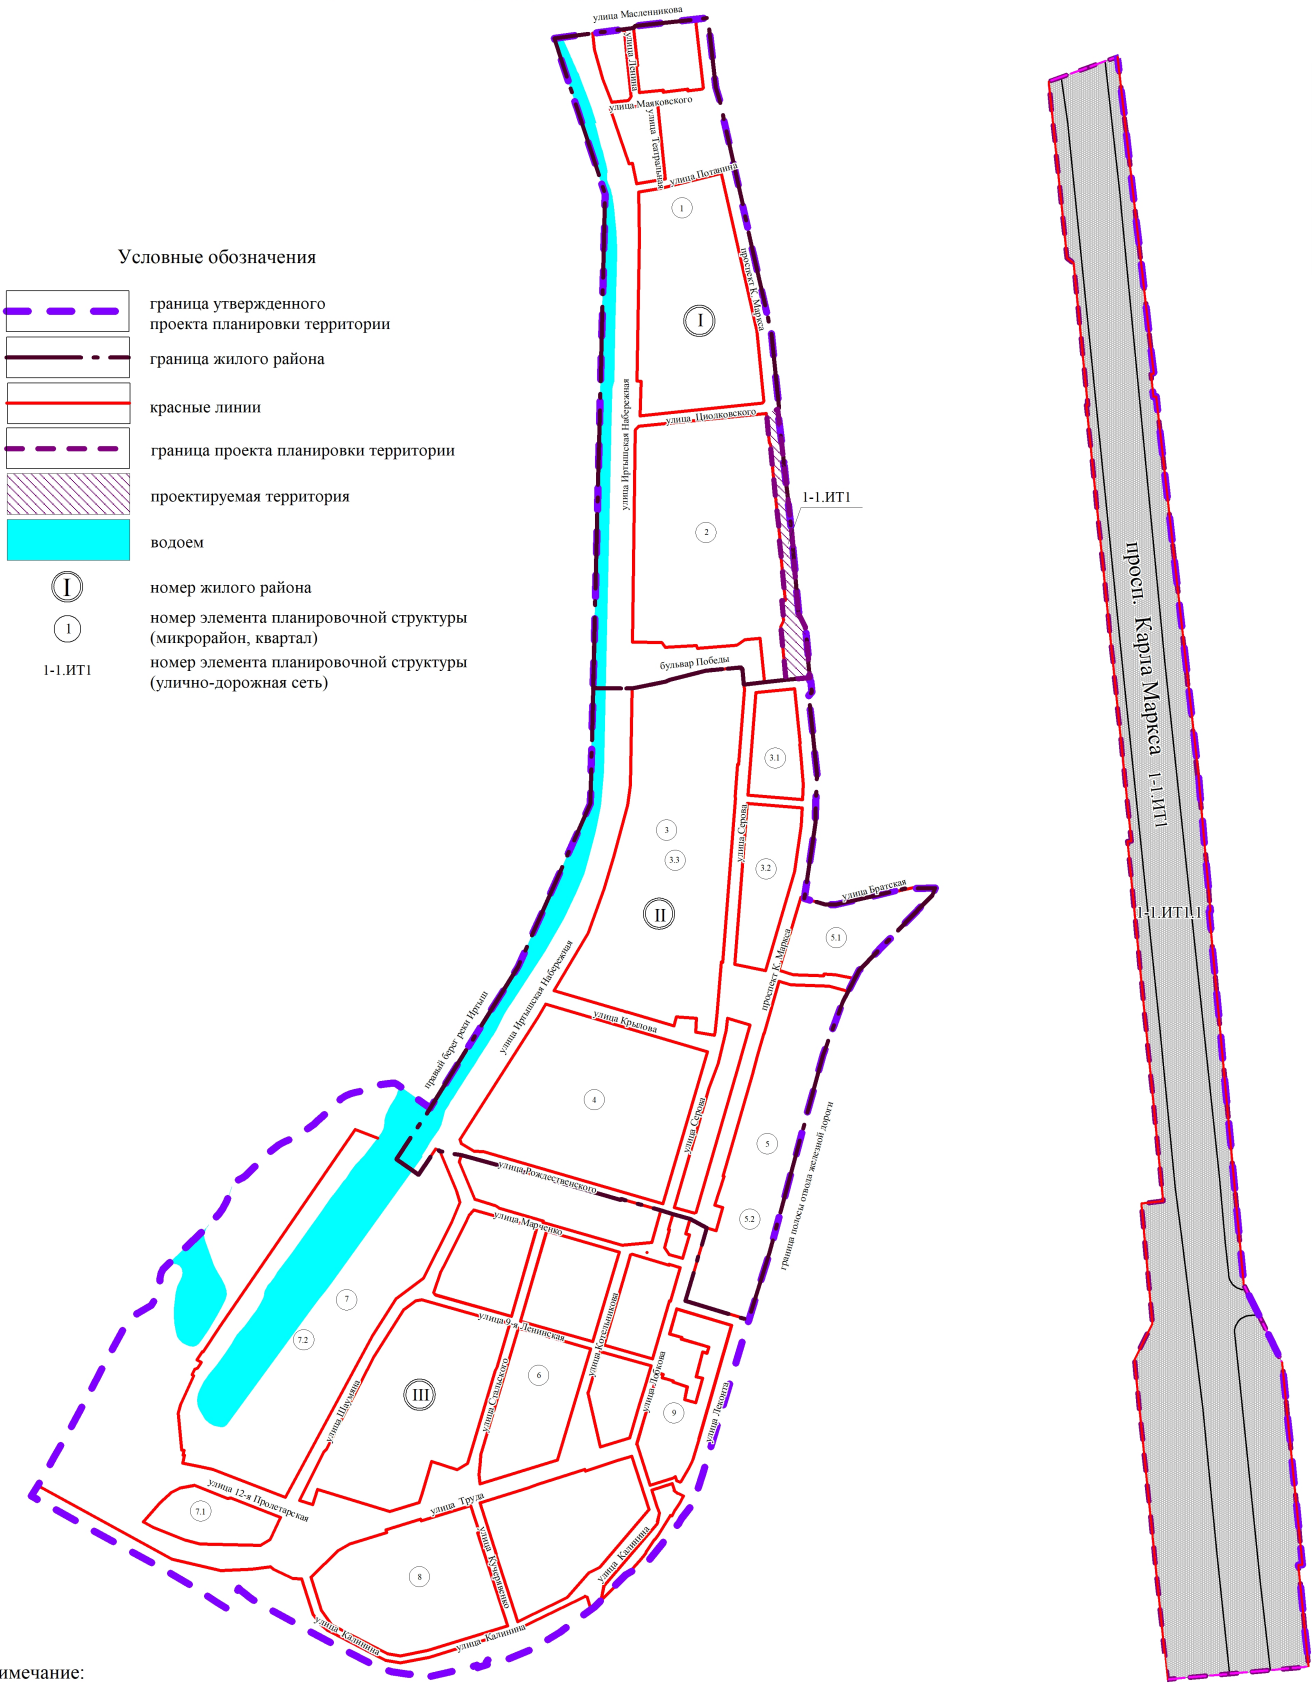 Условные обозначения
граница утвержденного
проекта планировки территории
граница жилого района
красные линии
граница проекта планировки территории
проектируемая территория
водоем
I
номер жилого района
1
номер элемента планировочной структуры
(микрорайон, квартал)
1-1.ИТ1
номер элемента планировочной структуры
(улично-дорожная сеть)
улица Масленникова
улица Ленина
улица Маяковского
улица Театральная
улица Потанина
1
проспект К. Маркса
I
улица Иртышская Набережная
улица Циолковского
1-1.ИТ1
2
бульвар Победы
3.1
3
3.3
улица Серова
3.2
улица Братская
II
5.1
проспект К. Маркса
улица Иртышская Набережная
правый берег реки Иртыш
улица Крылова
4
улица Серова
5
граница полосы отвода железной дороги
улица Рождественского
5.2
улица Марченко
7
7.2
улица 9-я Ленинская
улица Котельникова
6
улица Стальского
улица Лобкова
III
улица Шаумяна
9
улица Леконта
улица 12-я Пролетарская
7.1
улица Труда
улица Кучерявенко
улица Калинина
8
улица Калинина
улица Калинина
просп. Карла Маркса 1-1.ИТ1
1-1.ИТ1.1
имечание: